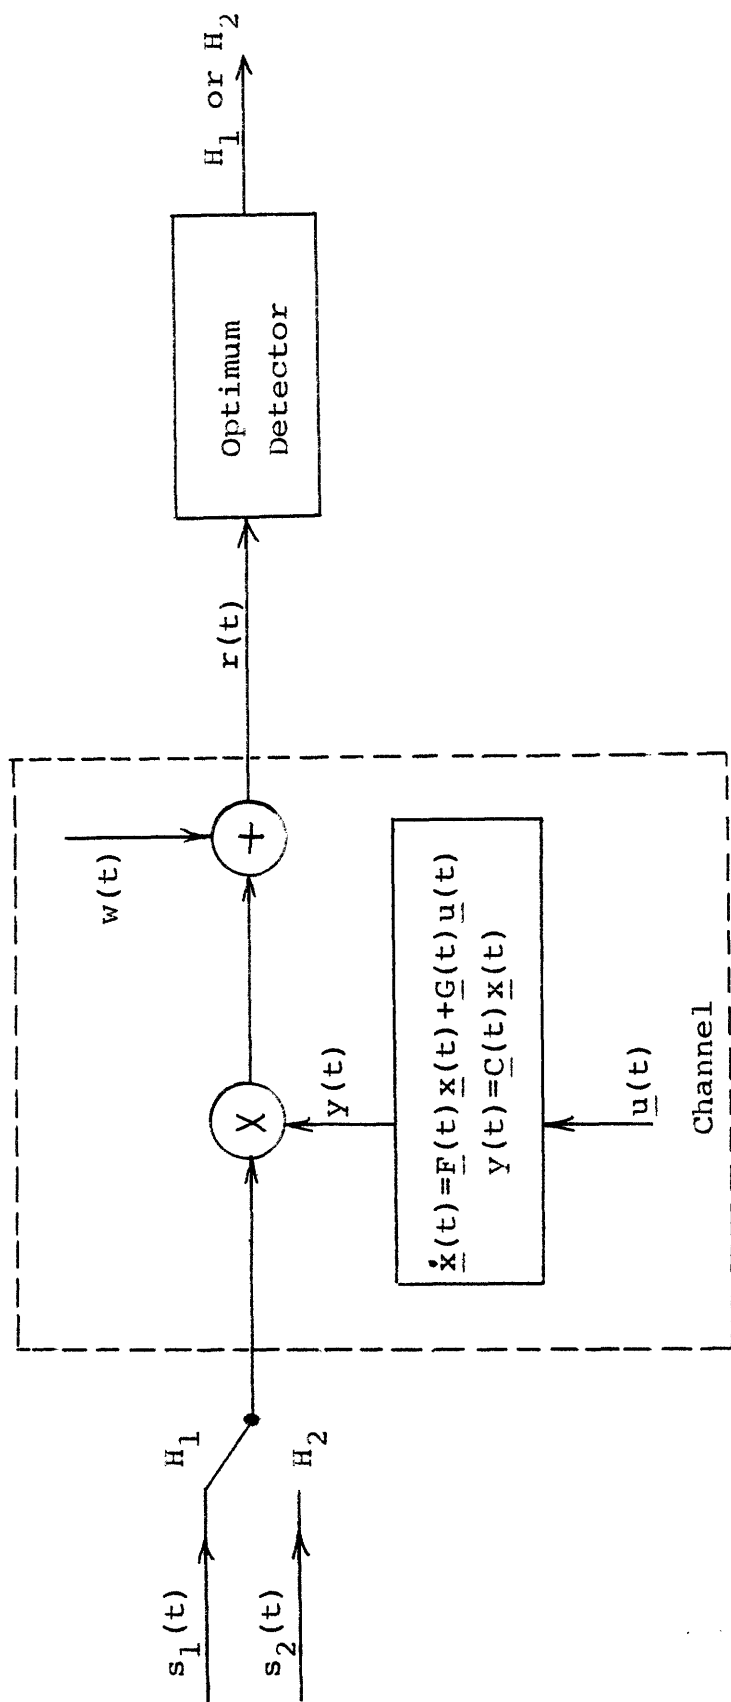 s₁(t)
s₂(t)
H₁
H₂
w(t)
X
+
y(t)
ẋ(t)=F(t)x(t)+G(t)u(t)
y(t)=C(t)x(t)
u(t)
Channel
r(t)
Optimum
Detector
H₁ or H₂